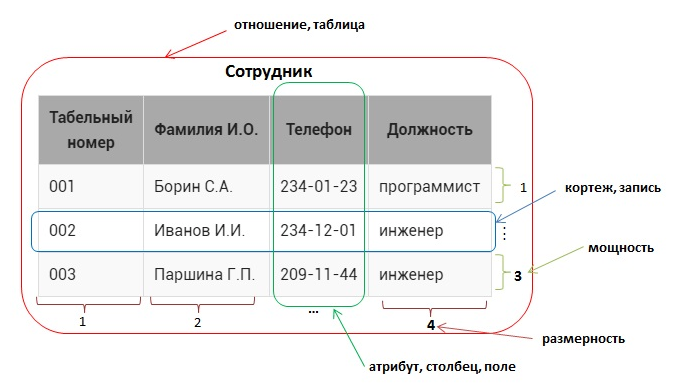 отношение, таблица
Сотрудник
Табельный номер Фамилия И.О. Телефон Должность
001 Борин С.А. 234-01-23 программист 1
кортеж, запись
002 Иванов И.И. 234-12-01 инженер ...
мощность
003 Паршина Г.П. 209-11-44 инженер 3
1 2 ... 4
размерность
атрибут, столбец, поле